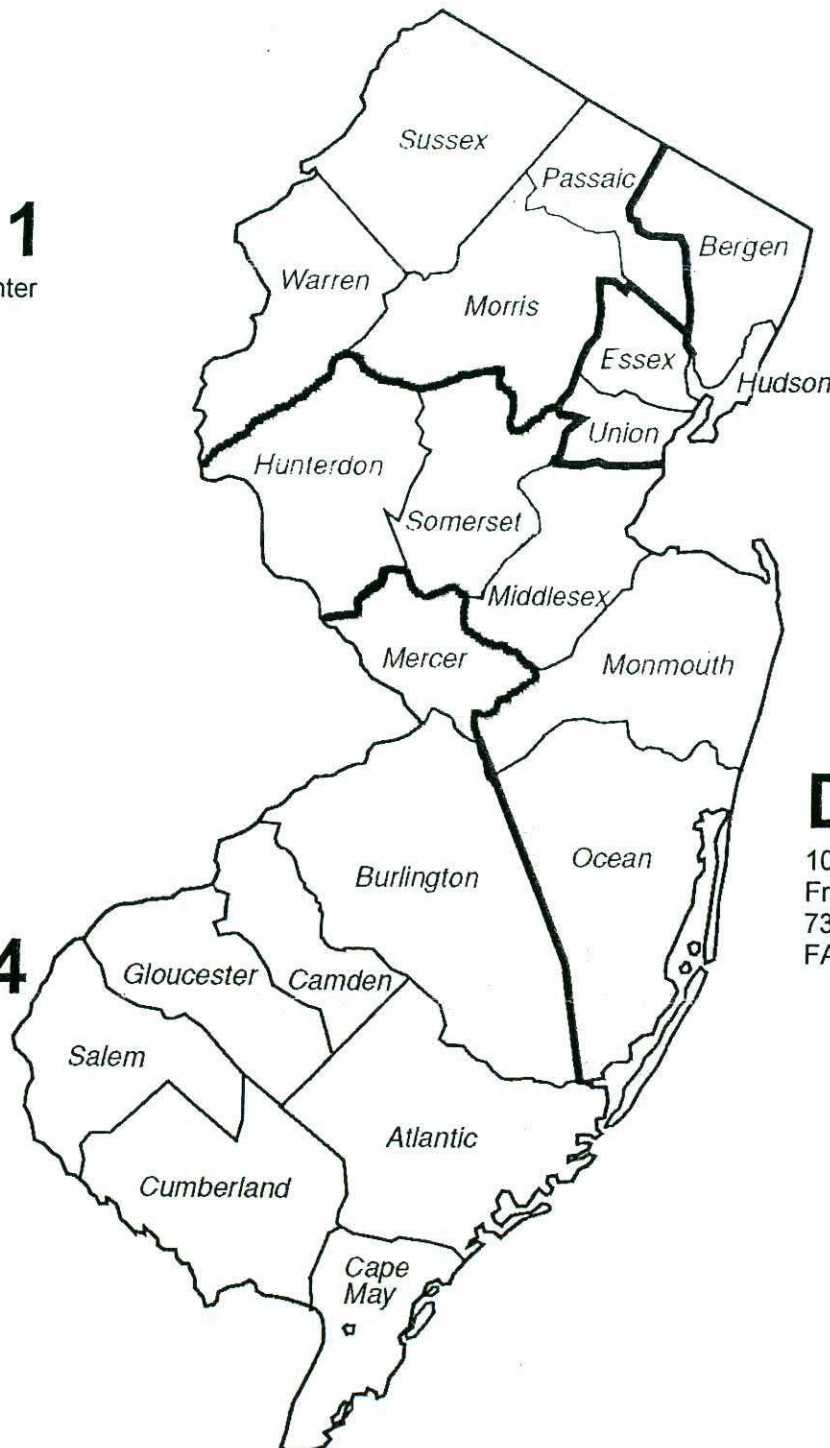 Sussex
Passaic
1
nter
Bergen
Warren
Morris
Essex
Hudson
Union
Hunterdon
Somerset
Middlesex
Mercer
Monmouth
Burlington
Ocean
10
Fr
73
FA
4
Gloucester
Camden
Salem
Atlantic
Cumberland
Cape
May